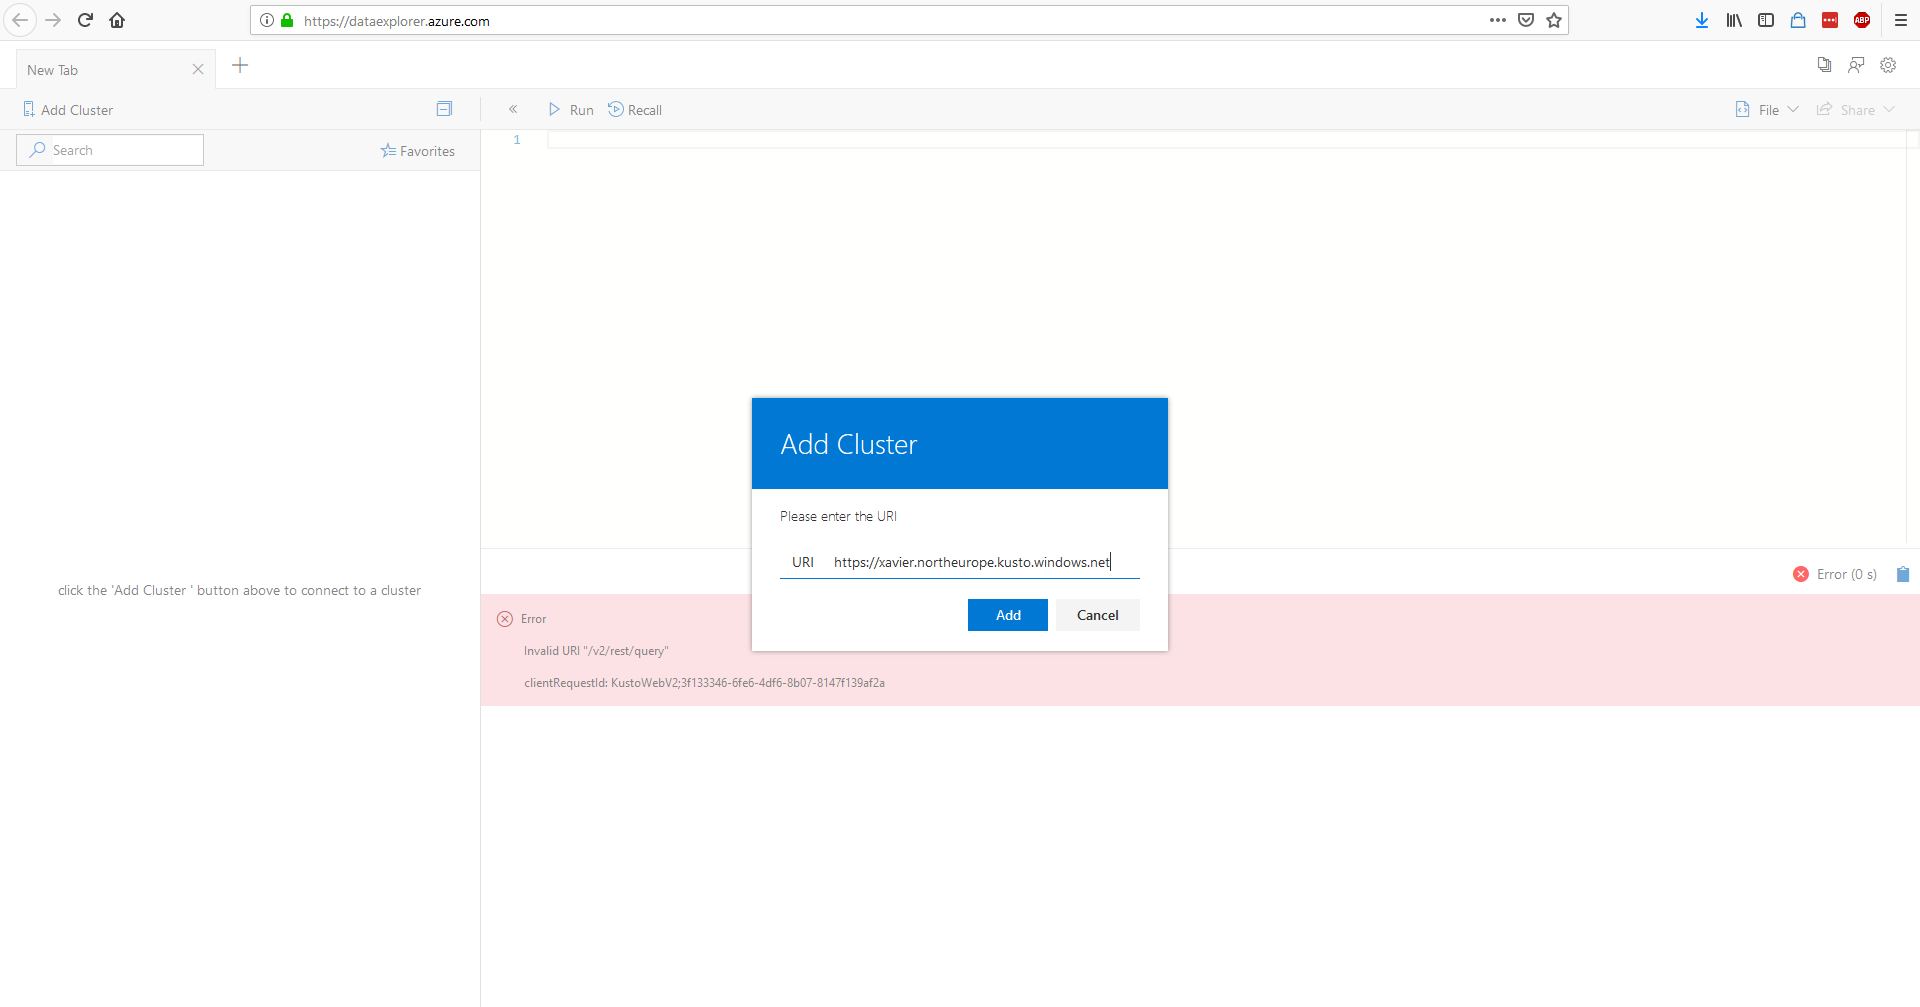 https://dataexplorer.azure.com
ABP
New Tab
Add Cluster
Run
Recall
File
Share
Search
Favorites
1
Add Cluster
Please enter the URI
URI https://xavier.northeurope.kusto.windows.net
click the 'Add Cluster ' button above to connect to a cluster
Error (0 s)
Add
Cancel
Error
Invalid URI "/v2/rest/query"
clientRequestId: KustoWebV2;3f133346-6fe6-4df6-8b07-8147f139af2a